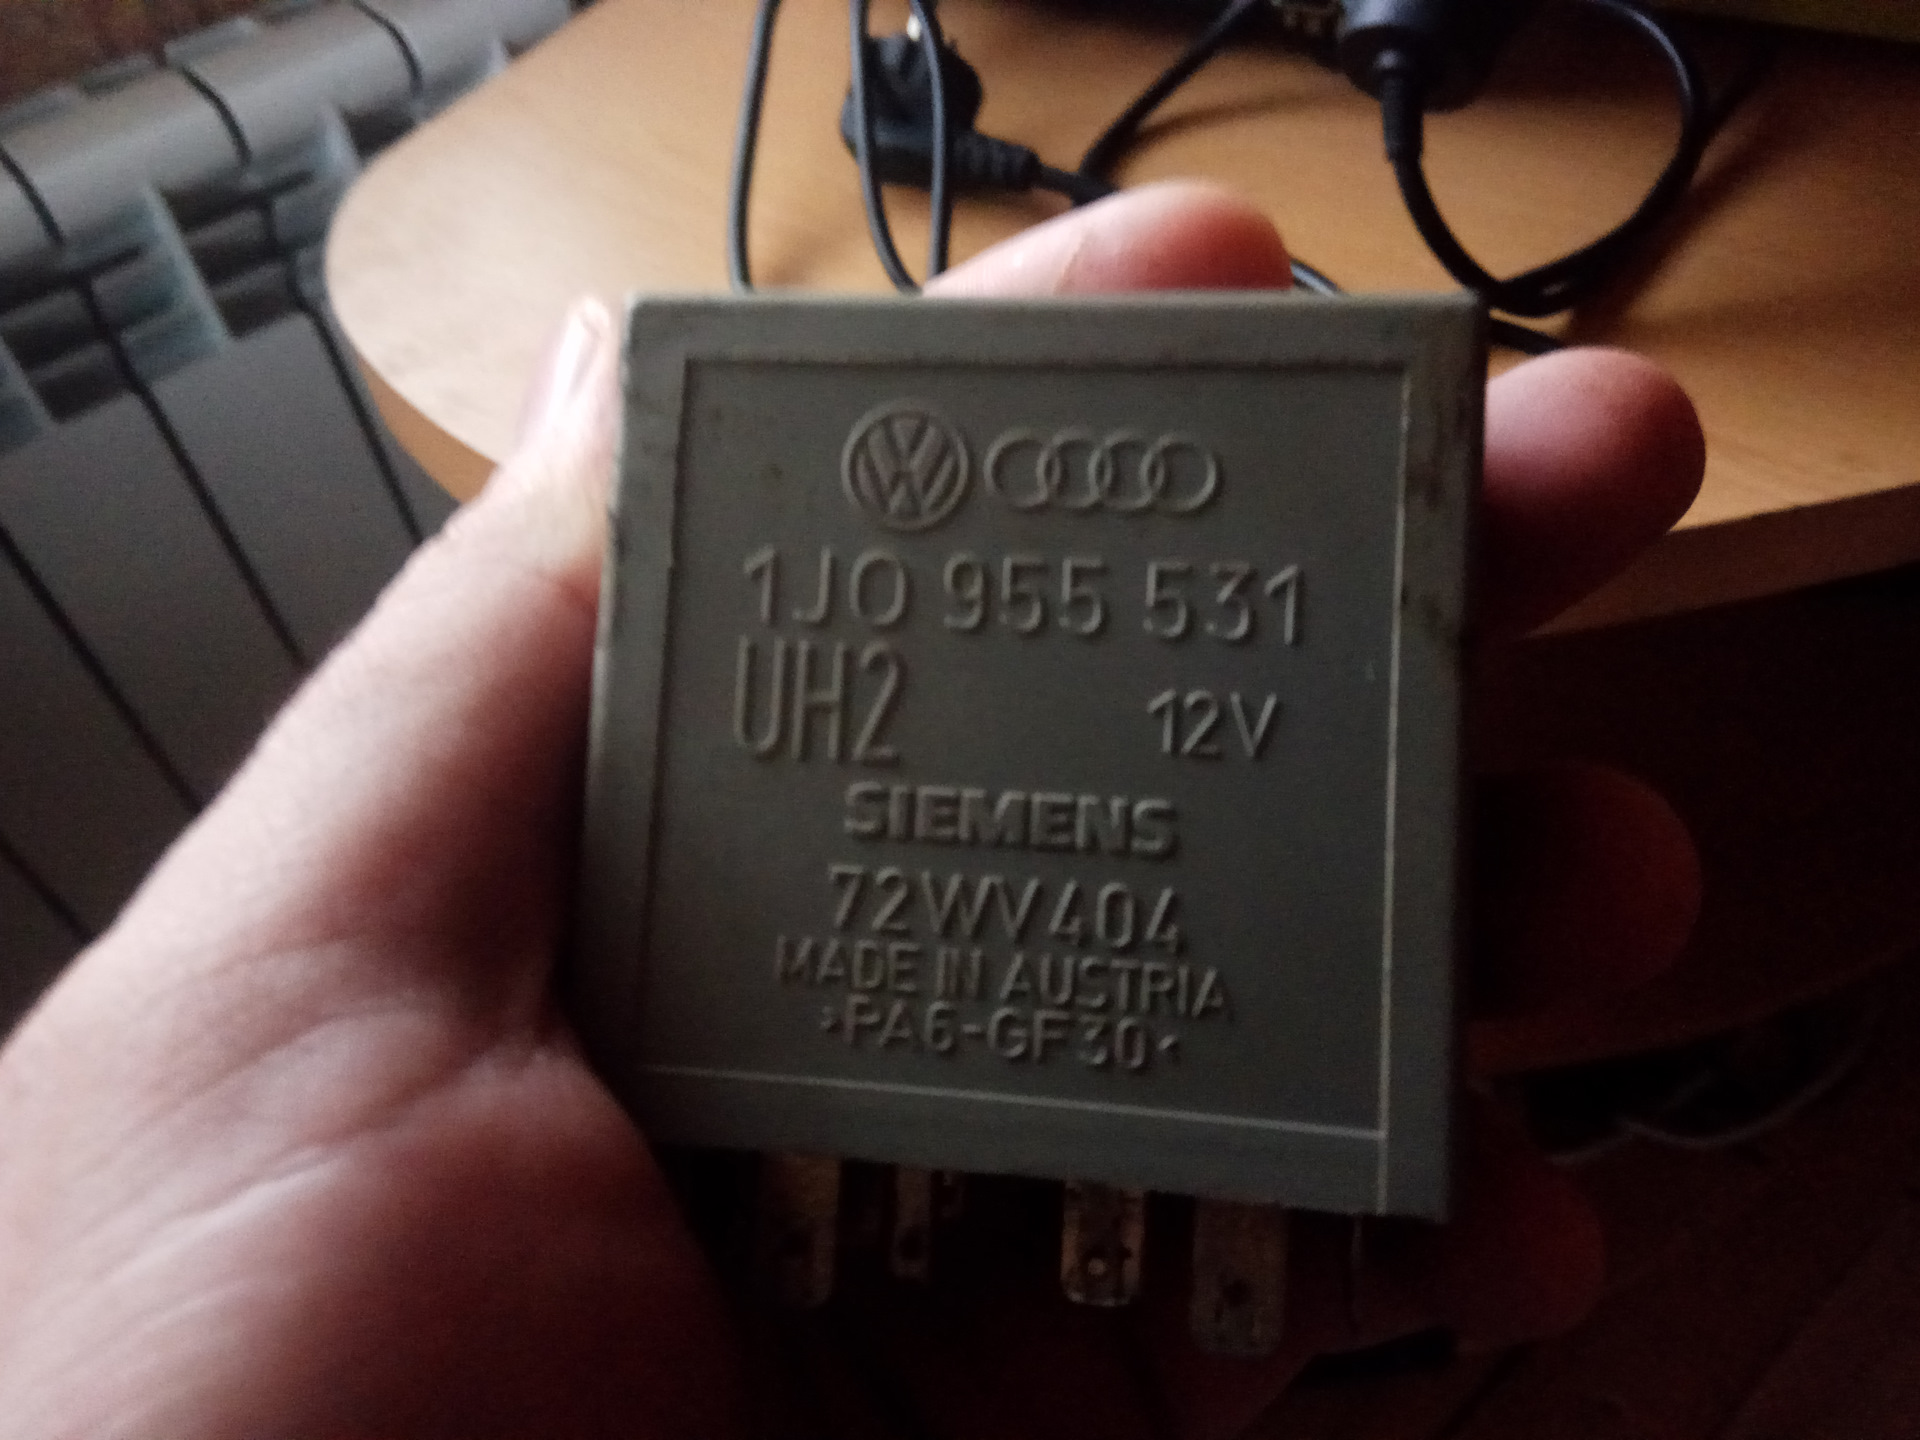 1J0 955 531
UH2 12V
SIEMENS
72WV404
MADE IN AUSTRIA
>PA6-GF30<